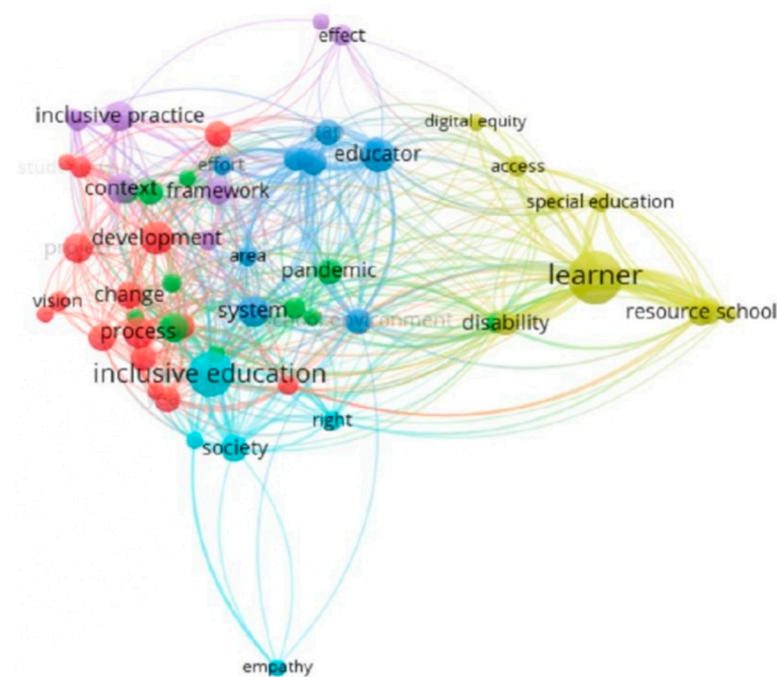 effect
inclusive practice
digital equity
educator
access
effort
context
framework
special education
development
area
pandemic
learner
change
vision
system
process
environment
disability
resource school
inclusive education
right
society
empathy